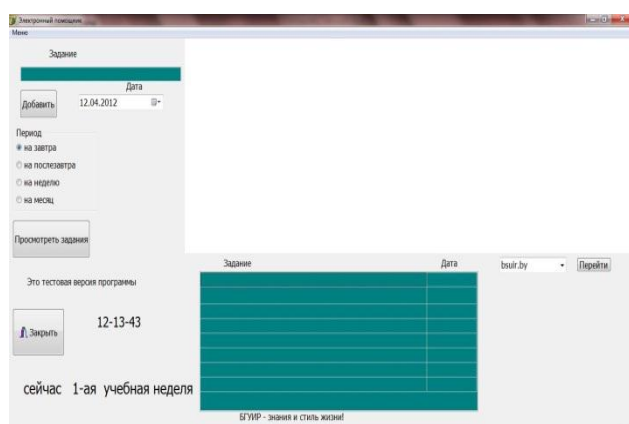 Электронный помощник
Меню
Задание
Дата
Добавить
12.04.2012
Период
на завтра
на послезавтра
на неделю
на месяц
Просмотреть задания
Задание Дата
bsuir.by
Перейти
Это тестовая версия программы
12-13-43
Закрыть
сейчас 1-ая учебная неделя
БГУИР - знания и стиль жизни!